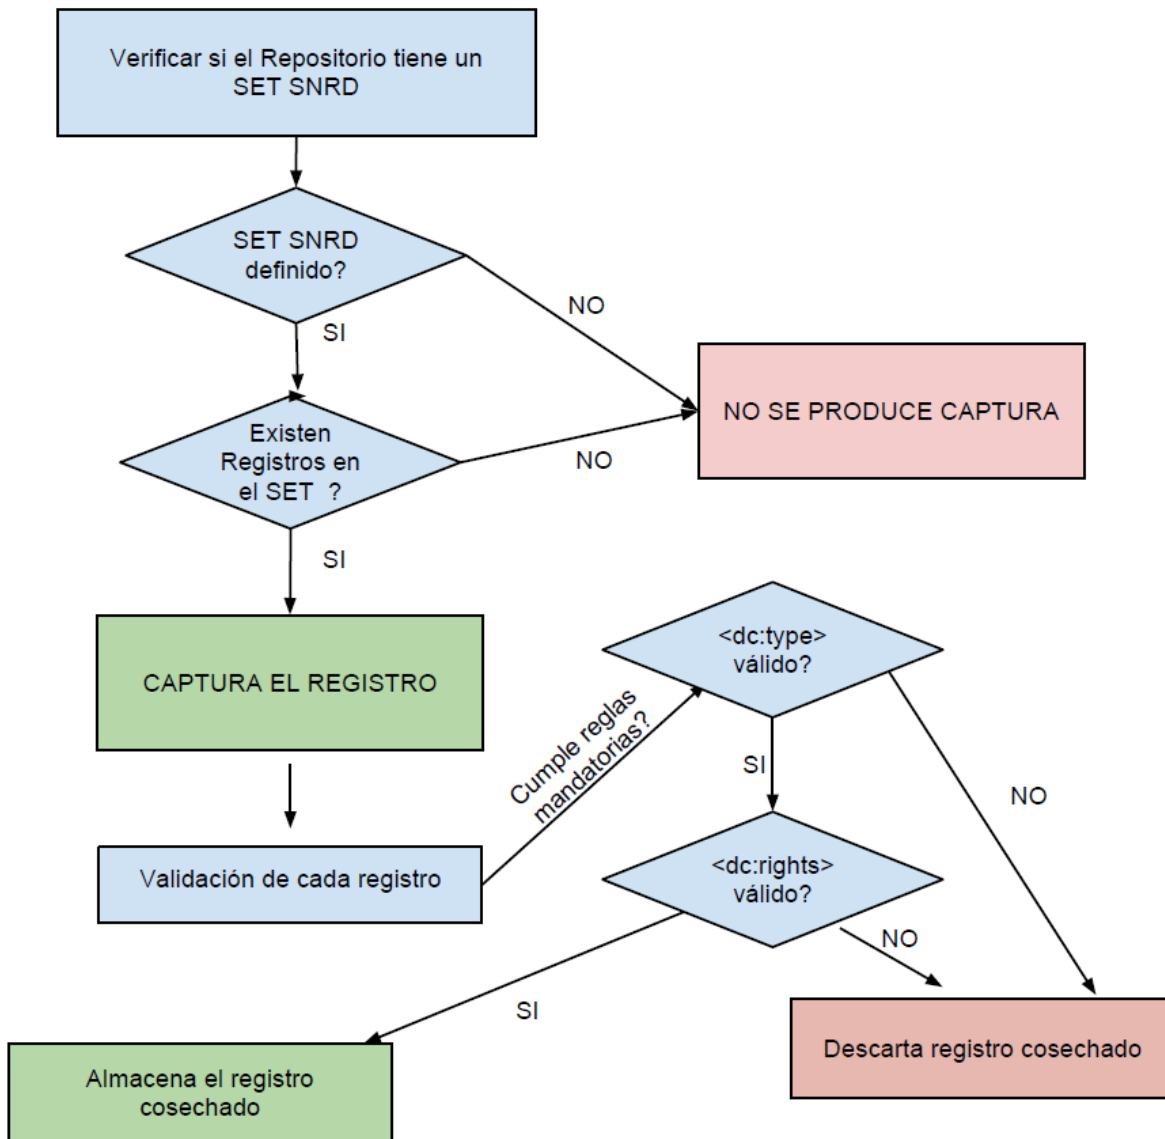 Verificar si el Repositorio tiene un
SET SNRD
SET SNRD
definido?
NO
SI
NO SE PRODUCE CAPTURA
Existen
Registros en
el SET ?
NO
SI
CAPTURA EL REGISTRO
<dc:type>
válido?
Cumple reglas
mandatorias?
SI
NO
Validación de cada registro
<dc:rights>
válido?
NO
SI
Descarta registro cosechado
Almacena el registro
cosechado